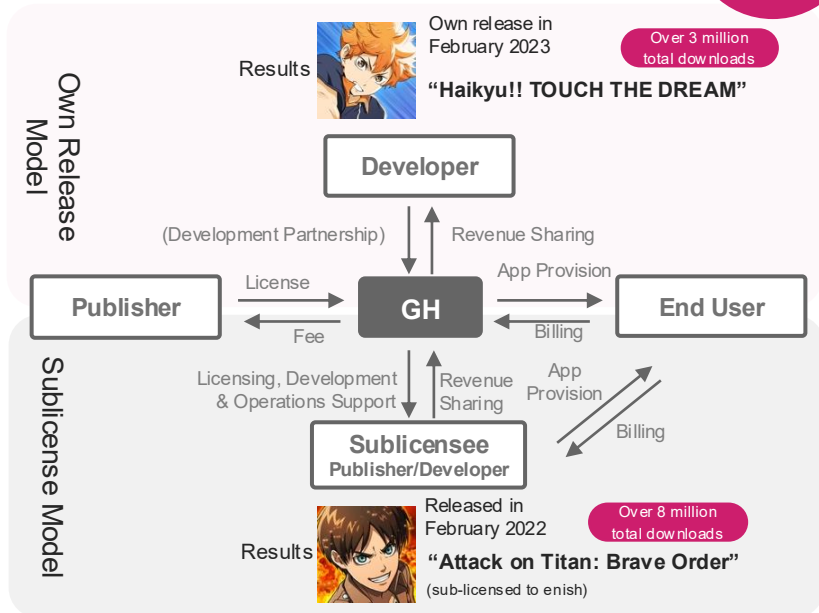 Own Release
Model
Results
Own release in
February 2023
Over 3 million
total downloads
“Haikyu!! TOUCH THE DREAM”
Developer
(Development Partnership)
Revenue Sharing
Publisher
License
Fee
GH
App Provision
Billing
End User
Sublicense Model
Licensing, Development
& Operations Support
Revenue
Sharing
App
Provision
Billing
Sublicensee
Publisher/Developer
Results
Released in
February 2022
Over 8 million
total downloads
“Attack on Titan: Brave Order”
(sub-licensed to enish)